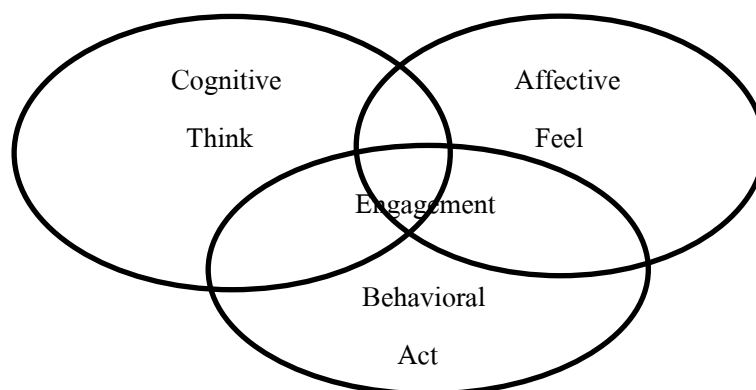 Cognitive
Think
Affective
Feel
Engagement
Behavioral
Act